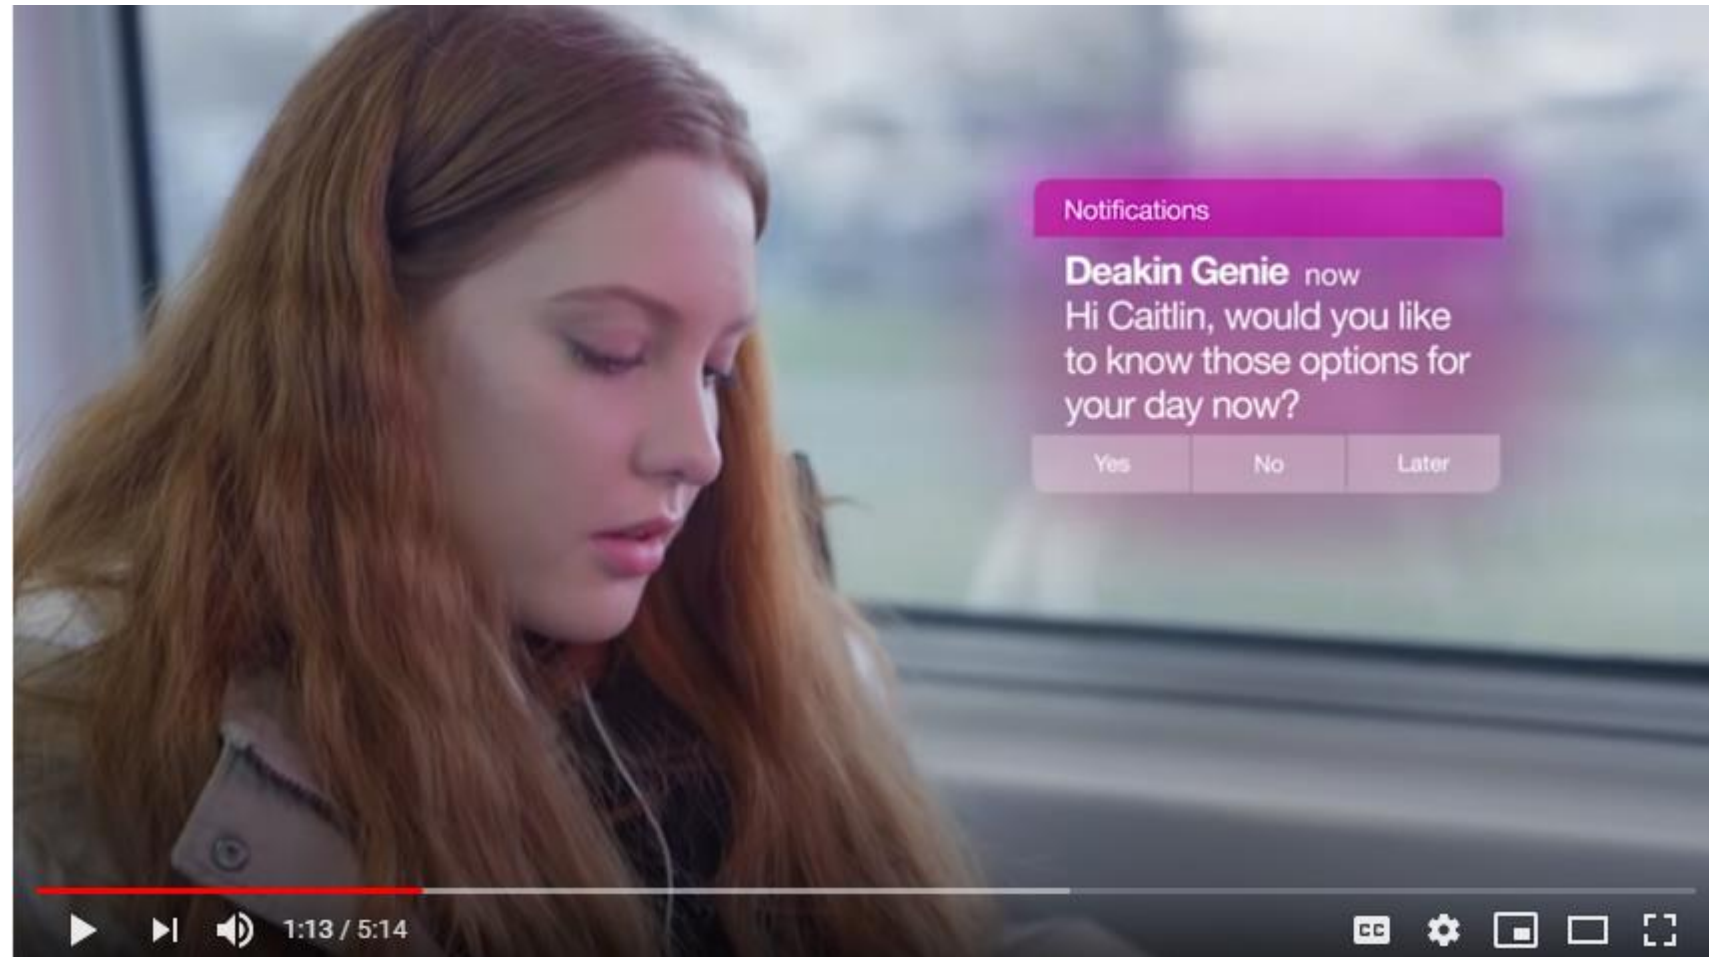 Notifications
Deakin Genie now
Hi Caitlin, would you like
to know those options for
your day now?
Yes No Later
1:13 / 5:14
CC